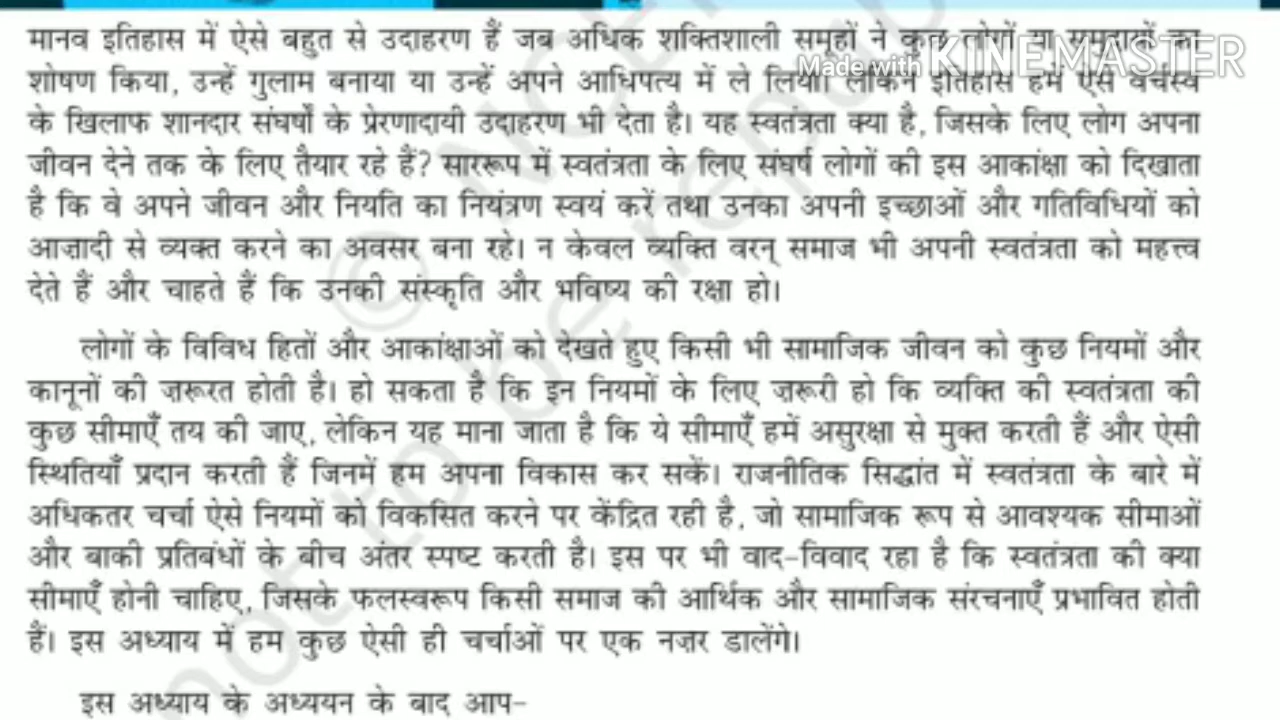 मानव इतिहास में ऐसे बहुत से उदाहरण हैं जब अधिक शक्तिशाली समूहों ने कुछ लोगों या समुदायों का
Made with KINEMASTER
शोषण किया, उन्हें गुलाम बनाया या उन्हें अपने आधिपत्य में ले लिया। लेकिन इतिहास हमें ऐसे वर्चस्व
के खिलाफ शानदार संघर्षों के प्रेरणादायी उदाहरण भी देता है। यह स्वतंत्रता क्या है, जिसके लिए लोग अपना
जीवन देने तक के लिए तैयार रहे हैं? साररूप में स्वतंत्रता के लिए संघर्ष लोगों की इस आकांक्षा को दिखाता
है कि वे अपने जीवन और नियति का नियंत्रण स्वयं करें तथा उनका अपनी इच्छाओं और गतिविधियों को
आज़ादी से व्यक्त करने का अवसर बना रहे। न केवल व्यक्ति वरन् समाज भी अपनी स्वतंत्रता को महत्त्व
देते हैं और चाहते हैं कि उनकी संस्कृति और भविष्य की रक्षा हो।
लोगों के विविध हितों और आकांक्षाओं को देखते हुए किसी भी सामाजिक जीवन को कुछ नियमों और
कानूनों की ज़रूरत होती है। हो सकता है कि इन नियमों के लिए ज़रूरी हो कि व्यक्ति की स्वतंत्रता की
कुछ सीमाएँ तय की जाए, लेकिन यह माना जाता है कि ये सीमाएँ हमें असुरक्षा से मुक्त करती हैं और ऐसी
स्थितियाँ प्रदान करती हैं जिनमें हम अपना विकास कर सकें। राजनीतिक सिद्धांत में स्वतंत्रता के बारे में
अधिकतर चर्चा ऐसे नियमों को विकसित करने पर केंद्रित रही है, जो सामाजिक रूप से आवश्यक सीमाओं
और बाकी प्रतिबंधों के बीच अंतर स्पष्ट करती है। इस पर भी वाद-विवाद रहा है कि स्वतंत्रता की क्या
सीमाएँ होनी चाहिए, जिसके फलस्वरूप किसी समाज की आर्थिक और सामाजिक संरचनाएँ प्रभावित होती
हैं। इस अध्याय में हम कुछ ऐसी ही चर्चाओं पर एक नज़र डालेंगे।
इस अध्याय के अध्ययन के बाद आप-
© NCE
not to be repu